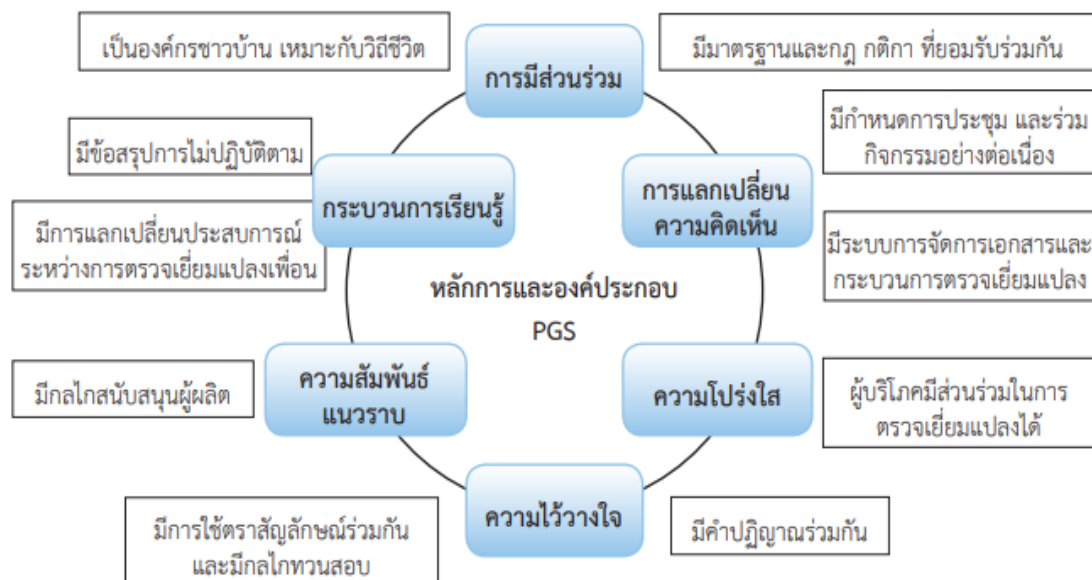 เป็นองค์กรชาวบ้าน เหมาะกับวิถีชีวิต
การมีส่วนร่วม
มีมาตรฐานและกฎ กติกา ที่ยอมรับร่วมกัน
มีกำหนดการประชุม และร่วม
กิจกรรมอย่างต่อเนื่อง
มีข้อสรุปการไม่ปฏิบัติตาม
กระบวนการเรียนรู้
การแลกเปลี่ยน
ความคิดเห็น
มีการแลกเปลี่ยนประสบการณ์
ระหว่างการตรวจเยี่ยมแปลงเพื่อน
มีระบบการจัดการเอกสารและ
กระบวนการตรวจเยี่ยมแปลง
หลักการและองค์ประกอบ
PGS
มีกลไกสนับสนุนผู้ผลิต
ความสัมพันธ์
แนวราบ
ความโปร่งใส
ผู้บริโภคมีส่วนร่วมในการ
ตรวจเยี่ยมแปลงได้
มีการใช้ตราสัญลักษณ์ร่วมกัน
และมีกลไกทวนสอบ
ความไว้วางใจ
มีคำปฏิญาณร่วมกัน